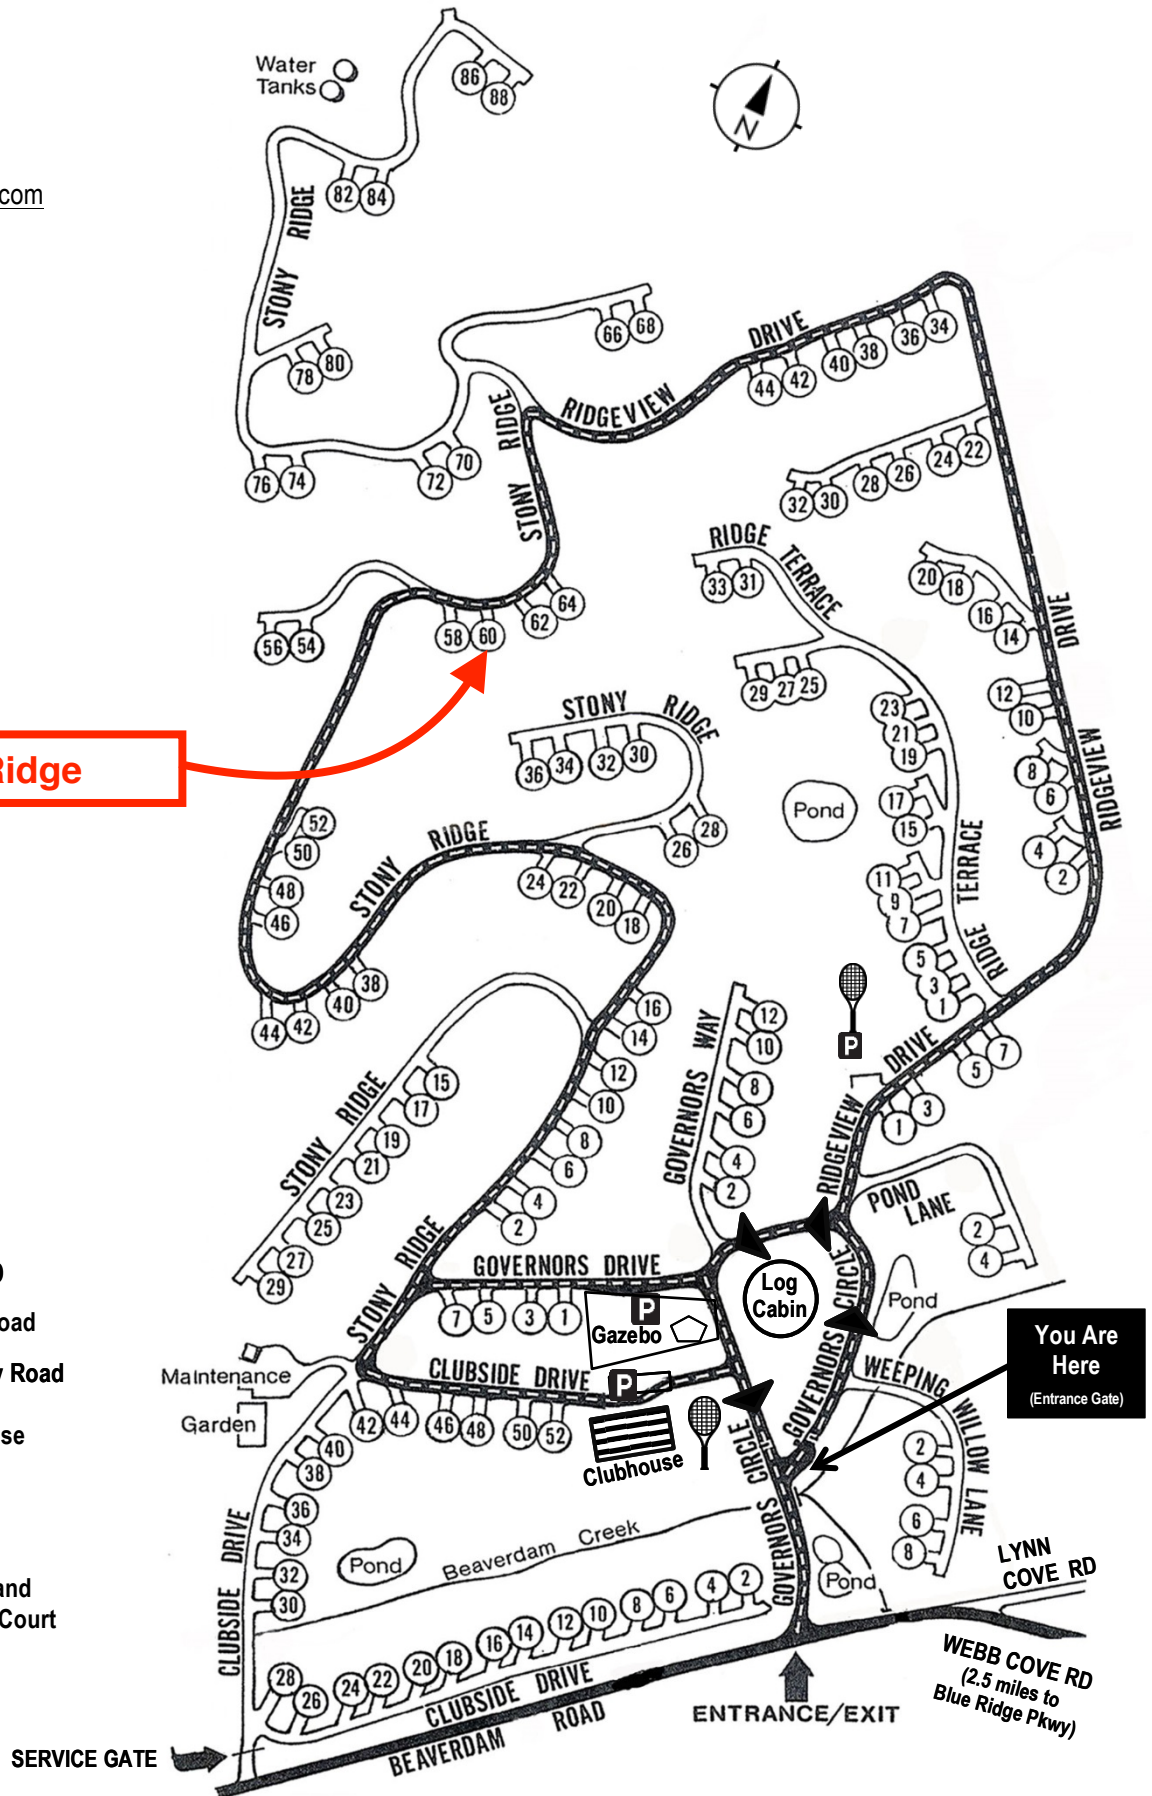 Water
Tanks
86
88
N
com
82
84
STONY RIDGE
66
68
DRIVE
34
36
38
40
42
44
78
80
RIDGEVIEW
STONY RIDGE
70
72
74
76
22
24
26
28
30
32
RIDGE TERRACE
33
31
20
18
16
14
DRIVE
64
62
60
58
56
54
29
27
25
12
10
23
21
19
STONY RIDGE
36
34
32
30
Ridge
8
6
RIDGEVIEW
Pond
17
15
28
26
52
50
48
46
STONY RIDGE
24
22
20
18
4
2
11
9
7
5
3
1
RIDGE TERRACE
38
40
42
44
16
14
12
10
8
6
4
2
GOVERNORS WAY
12
10
8
6
4
2
P
RIDGEVIEW DRIVE
7
5
3
1
STONY RIDGE
15
17
19
21
23
25
27
29
POND
LANE
2
4
STONY RIDGE
GOVERNORS DRIVE
7
5
3
1
P
Gazebo
Log
Cabin
GOVERNORS CIRCLE
Pond
oad
You Are
Here
(Entrance Gate)
Maintenance
Road
CLUBSIDE DRIVE
P
WEEPING WILLOW LANE
Garden
42
44
46
48
50
52
Clubhouse
GOVERNORS CIRCLE
se
40
38
36
34
32
30
2
4
6
8
CLUBSIDE DRIVE
Pond
Beaverdam Creek
Pond
LYNN
COVE RD
and
Court
28
26
24
22
20
18
16
14
12
10
8
6
4
2
CLUBSIDE DRIVE
BEAVERDAM ROAD
ENTRANCE/EXIT
WEBB COVE RD
(2.5 miles to
Blue Ridge Pkwy)
SERVICE GATE